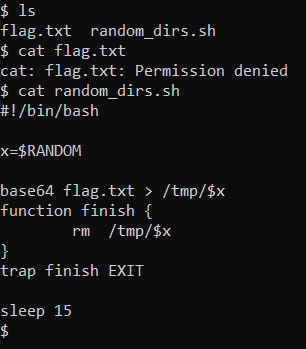 $ ls
flag.txt  random_dirs.sh
$ cat flag.txt
cat: flag.txt: Permission denied
$ cat random_dirs.sh
#!/bin/bash

x=$RANDOM

base64 flag.txt > /tmp/$x
function finish {
        rm  /tmp/$x
}
trap finish EXIT

sleep 15
$